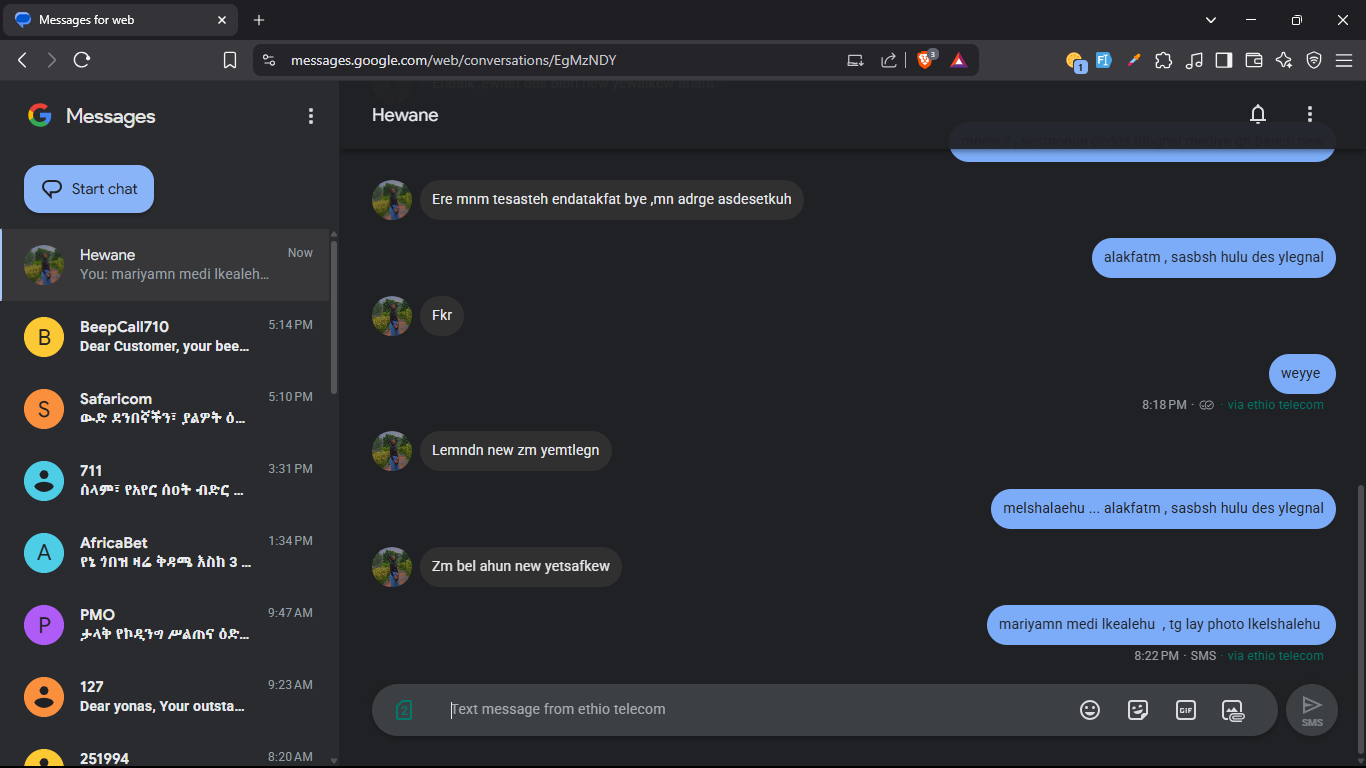 Messages for web
messages.google.com/web/conversations/EgMzNDY
3
1
Messages
Hewane
Start chat
Hewane
Now
You: mariyamn medi lkealeh...
BeepCall710
5:14 PM
Dear Customer, your bee...
Safaricom
5:10 PM
ውድ ደንበኛችን፣ ያልዎት ዕ...
711
3:31 PM
ሰላም፣ የአየር ሰዐት ብድር ...
AfricaBet
1:34 PM
የኔ ጎበዝ ዛሬ ቅዳሜ እስከ 3 ...
PMO
9:47 AM
ታላቅ የኮዲንግ ሥልጠና ዕድ...
127
9:23 AM
Dear yonas, Your outsta...
251994
8:20 AM
Ere mnm tesasteh endatakfat bye ,mn adrge asdesetkuh
alakfatm , sasbsh hulu des ylegnal
Fkr
weyye
8:18 PM · via ethio telecom
Lemndn new zm yemtlegn
melshalaehu ... alakfatm , sasbsh hulu des ylegnal
Zm bel ahun new yetsafkew
mariyamn medi lkealehu , tg lay photo lkelshalehu
8:22 PM · SMS · via ethio telecom
2
Text message from ethio telecom
GIF
SMS